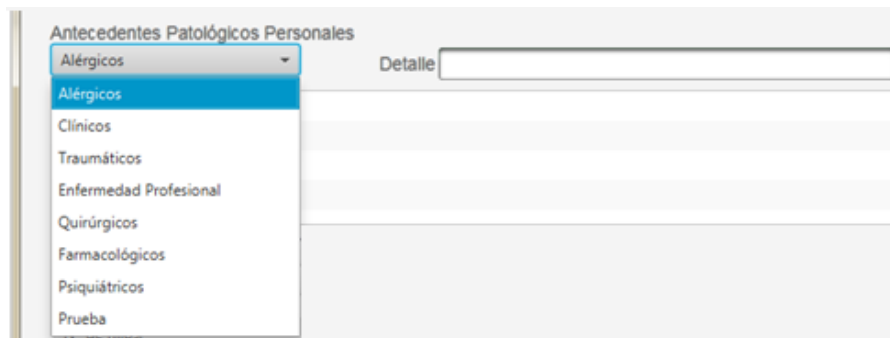 Antecedentes Patológicos Personales
Alérgicos
Detalle
Alérgicos
Clínicos
Traumáticos
Enfermedad Profesional
Quirúrgicos
Farmacológicos
Psiquiátricos
Prueba